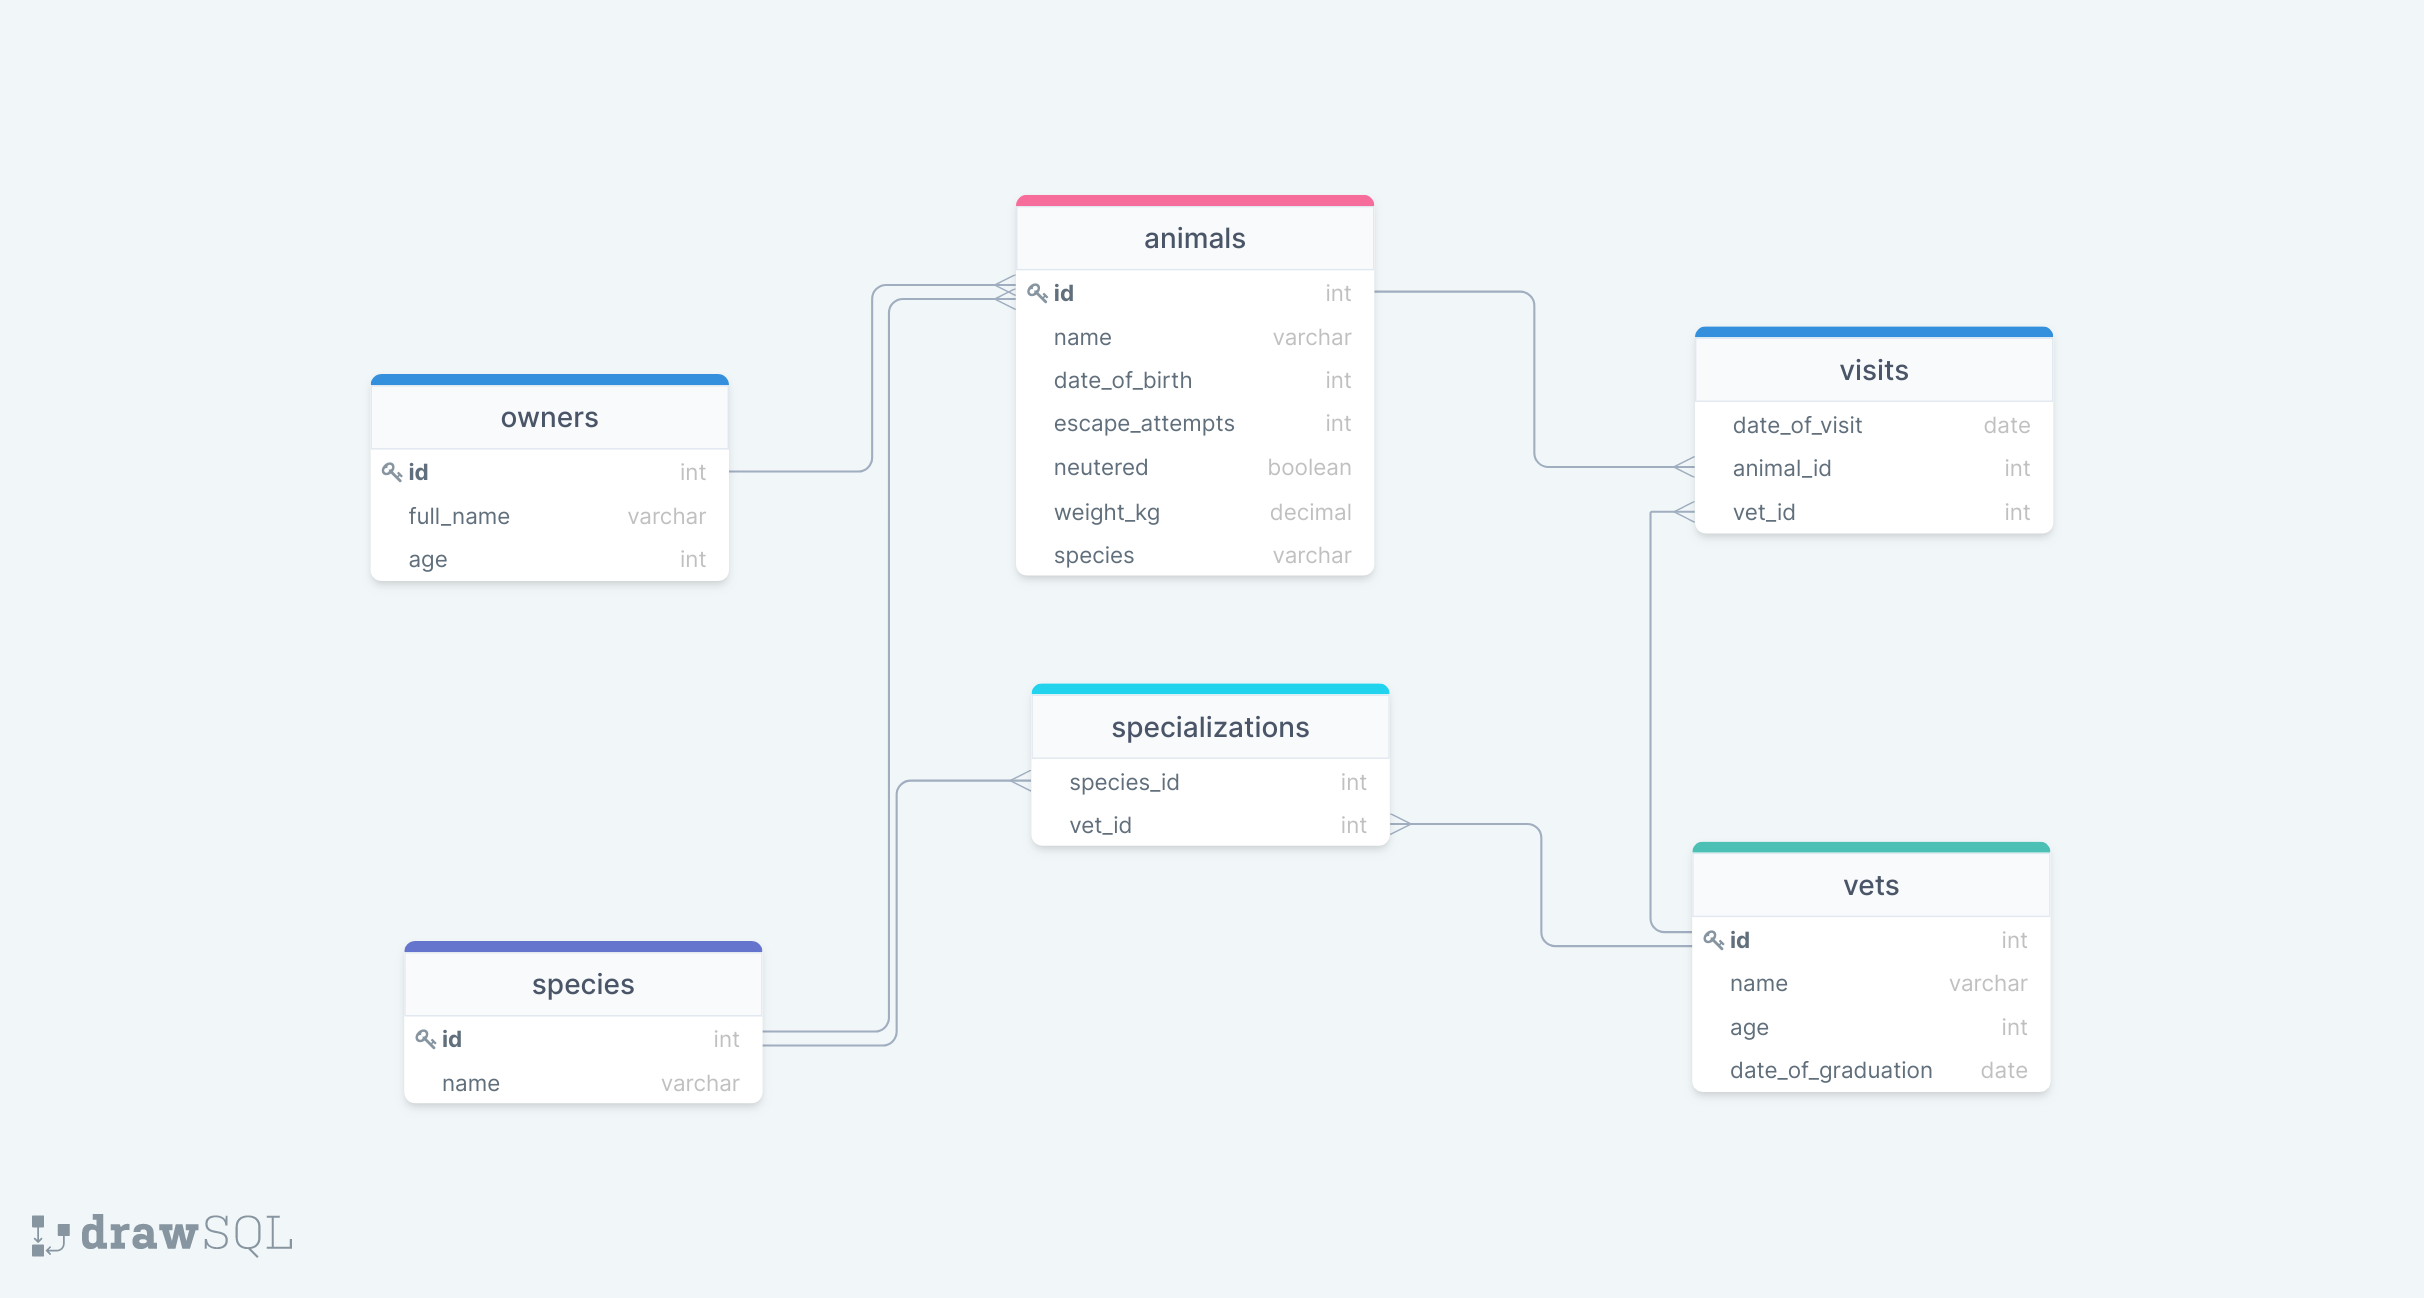 animals
id int
name varchar
date_of_birth int
escape_attempts int
neutered boolean
weight_kg decimal
species varchar
visits
date_of_visit date
animal_id int
vet_id int
owners
id int
full_name varchar
age int
specializations
species_id int
vet_id int
vets
id int
name varchar
age int
date_of_graduation date
species
id int
name varchar
drawSQL